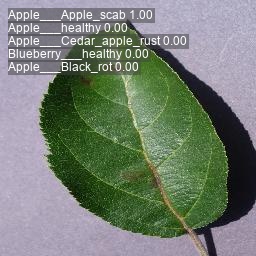 Apple___Apple_scab 1.00
Apple___healthy 0.00
Apple___Cedar_apple_rust 0.00
Blueberry___healthy 0.00
Apple___Black_rot 0.00